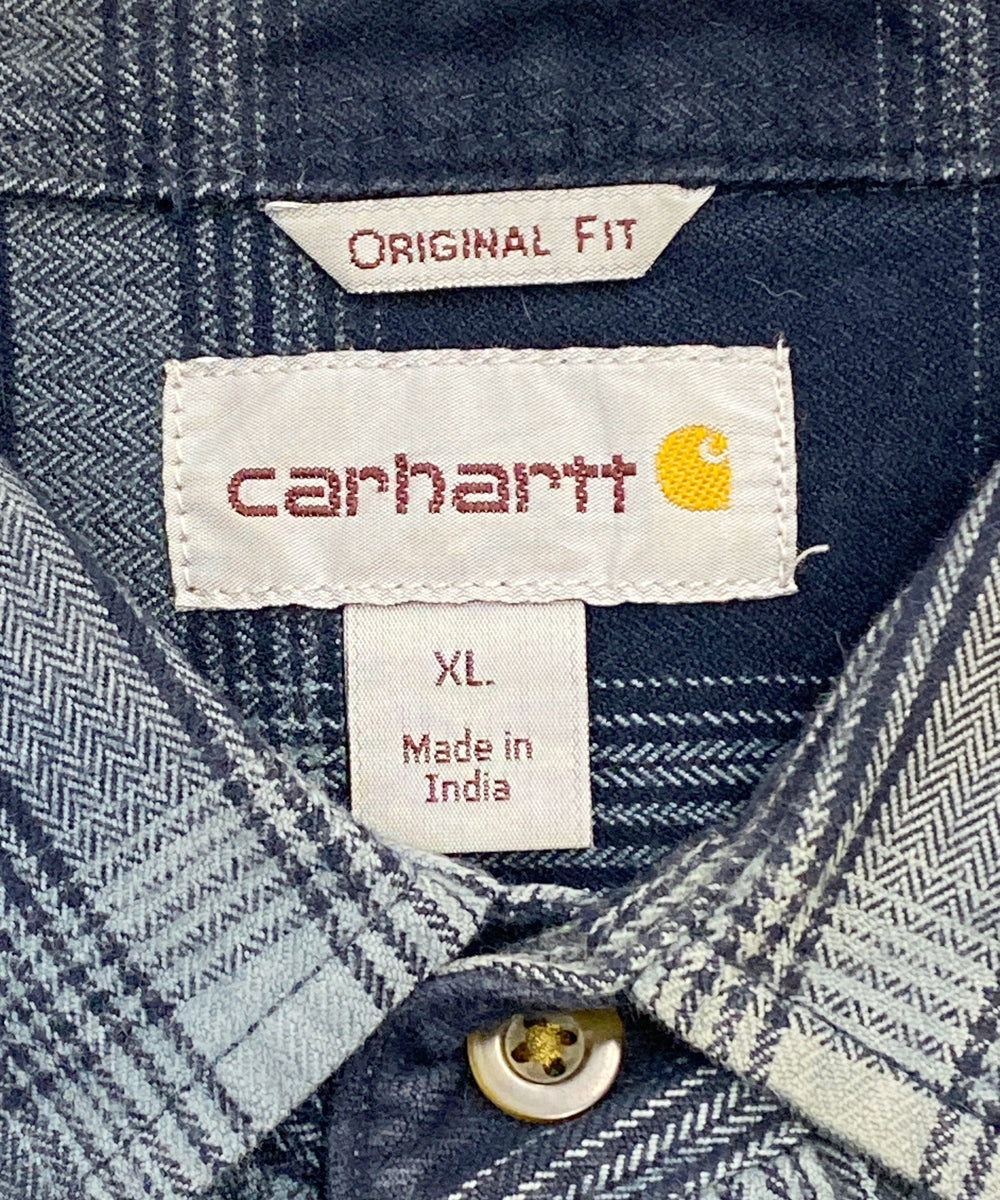 ORIGINAL FIT
carhartt
XL.
Made in
India